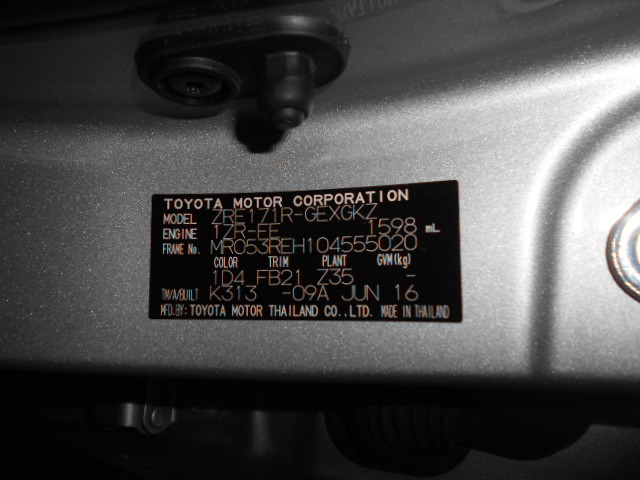 TOYOTA MOTOR CORPORATION
MODEL ZRE171R-GEXGKZ
ENGINE 1ZR-FE 1598 mL
FRAME No. MR053REH104555020
COLOR TRIM PLANT GVM(kg)
1D4 FB21 Z35 -
TM/A/BUILT K313 -09A JUN 16
MFD.BY: TOYOTA MOTOR THAILAND CO.,LTD. MADE IN THAILAND